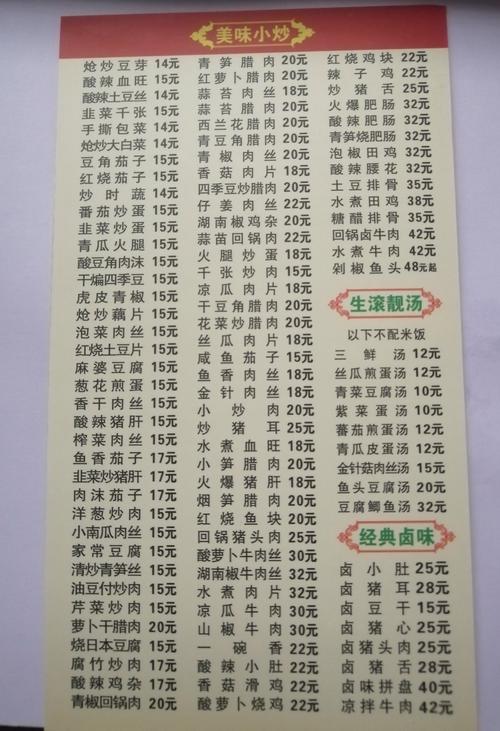 美味小炒
炝炒豆芽 14元
酸辣血旺 15元
酸辣土豆丝 14元
韭菜千张 15元
手撕包菜 14元
炝炒大白菜 14元
豆角茄子 15元
红烧茄子 15元
炒时蔬 14元
番茄炒蛋 15元
韭菜炒蛋 15元
青瓜火腿 15元
酸豆角肉沫 15元
干煸四季豆 15元
虎皮青椒 15元
炝炒藕片 15元
泡菜肉丝 15元
红烧土豆片 15元
麻婆豆腐 15元
葱花煎蛋 15元
香干肉丝 15元
酸辣猪肝 15元
榨菜肉丝 15元
鱼香茄子 17元
韭菜炒猪肝 17元
肉沫茄子 17元
洋葱炒肉 15元
小南瓜肉丝 15元
家常豆腐 15元
清炒青笋丝 15元
油豆付炒肉 15元
芹菜炒肉 15元
萝卜干腊肉 20元
烧日本豆腐 15元
腐竹炒肉 17元
酸辣鸡杂 17元
青椒回锅肉 20元
青笋腊肉 20元
红萝卜腊肉 20元
蒜苔肉丝 18元
蒜苔腊肉 20元
西兰花腊肉 20元
青豆角腊肉 20元
青椒肉丝 20元
香菇肉片 17元
四季豆炒腊肉 20元
仔姜肉丝 22元
湖南椒鸡杂 20元
蒜苗回锅肉 22元
火腿炒蛋 18元
千张炒肉 18元
凉瓜肉片 18元
干豆角腊肉 20元
花菜炒腊肉 20元
丝瓜肉片 18元
咸鱼茄子 15元
鱼香肉丝 18元
金针肉丝 18元
小炒肉 20元
炒猪耳 25元
水煮血旺 18元
小笋腊肉 20元
火爆猪肝 18元
烟笋腊肉 20元
红烧鱼块 20元
回锅猪头肉 25元
酸萝卜牛肉 30元
湖南椒牛肉丝 32元
水煮肉片 32元
凉瓜牛肉 30元
山椒牛肉 30元
一碗香 22元
酸辣小肚 22元
香菇滑鸡 22元
酸萝卜烧鸡 22元
红烧鸡块 22元
辣子鸡 22元
炒猪舌 25元
火爆肥肠 32元
酸辣肥肠 32元
青笋烧肥肠 32元
泡椒田鸡 32元
酸辣腰花 32元
土豆排骨 35元
水煮田鸡 38元
糖醋排骨 35元
回锅卤牛肉 42元
水煮牛肉 42元
剁椒鱼头 48元起
生滚靓汤
以下不配米饭
三鲜汤 12元
丝瓜煎蛋汤 12元
青菜豆腐汤 10元
紫菜蛋汤 10元
蕃茄煎蛋汤 12元
青瓜皮蛋汤 12元
金针菇肉丝汤 15元
鱼头豆腐汤 20元
豆腐鲫鱼汤 32元
经典卤味
卤小肚 25元
卤猪耳 28元
卤豆干 15元
卤猪心 25元
卤猪头肉 25元
卤猪舌 28元
卤味拼盘 40元
凉拌牛肉 42元